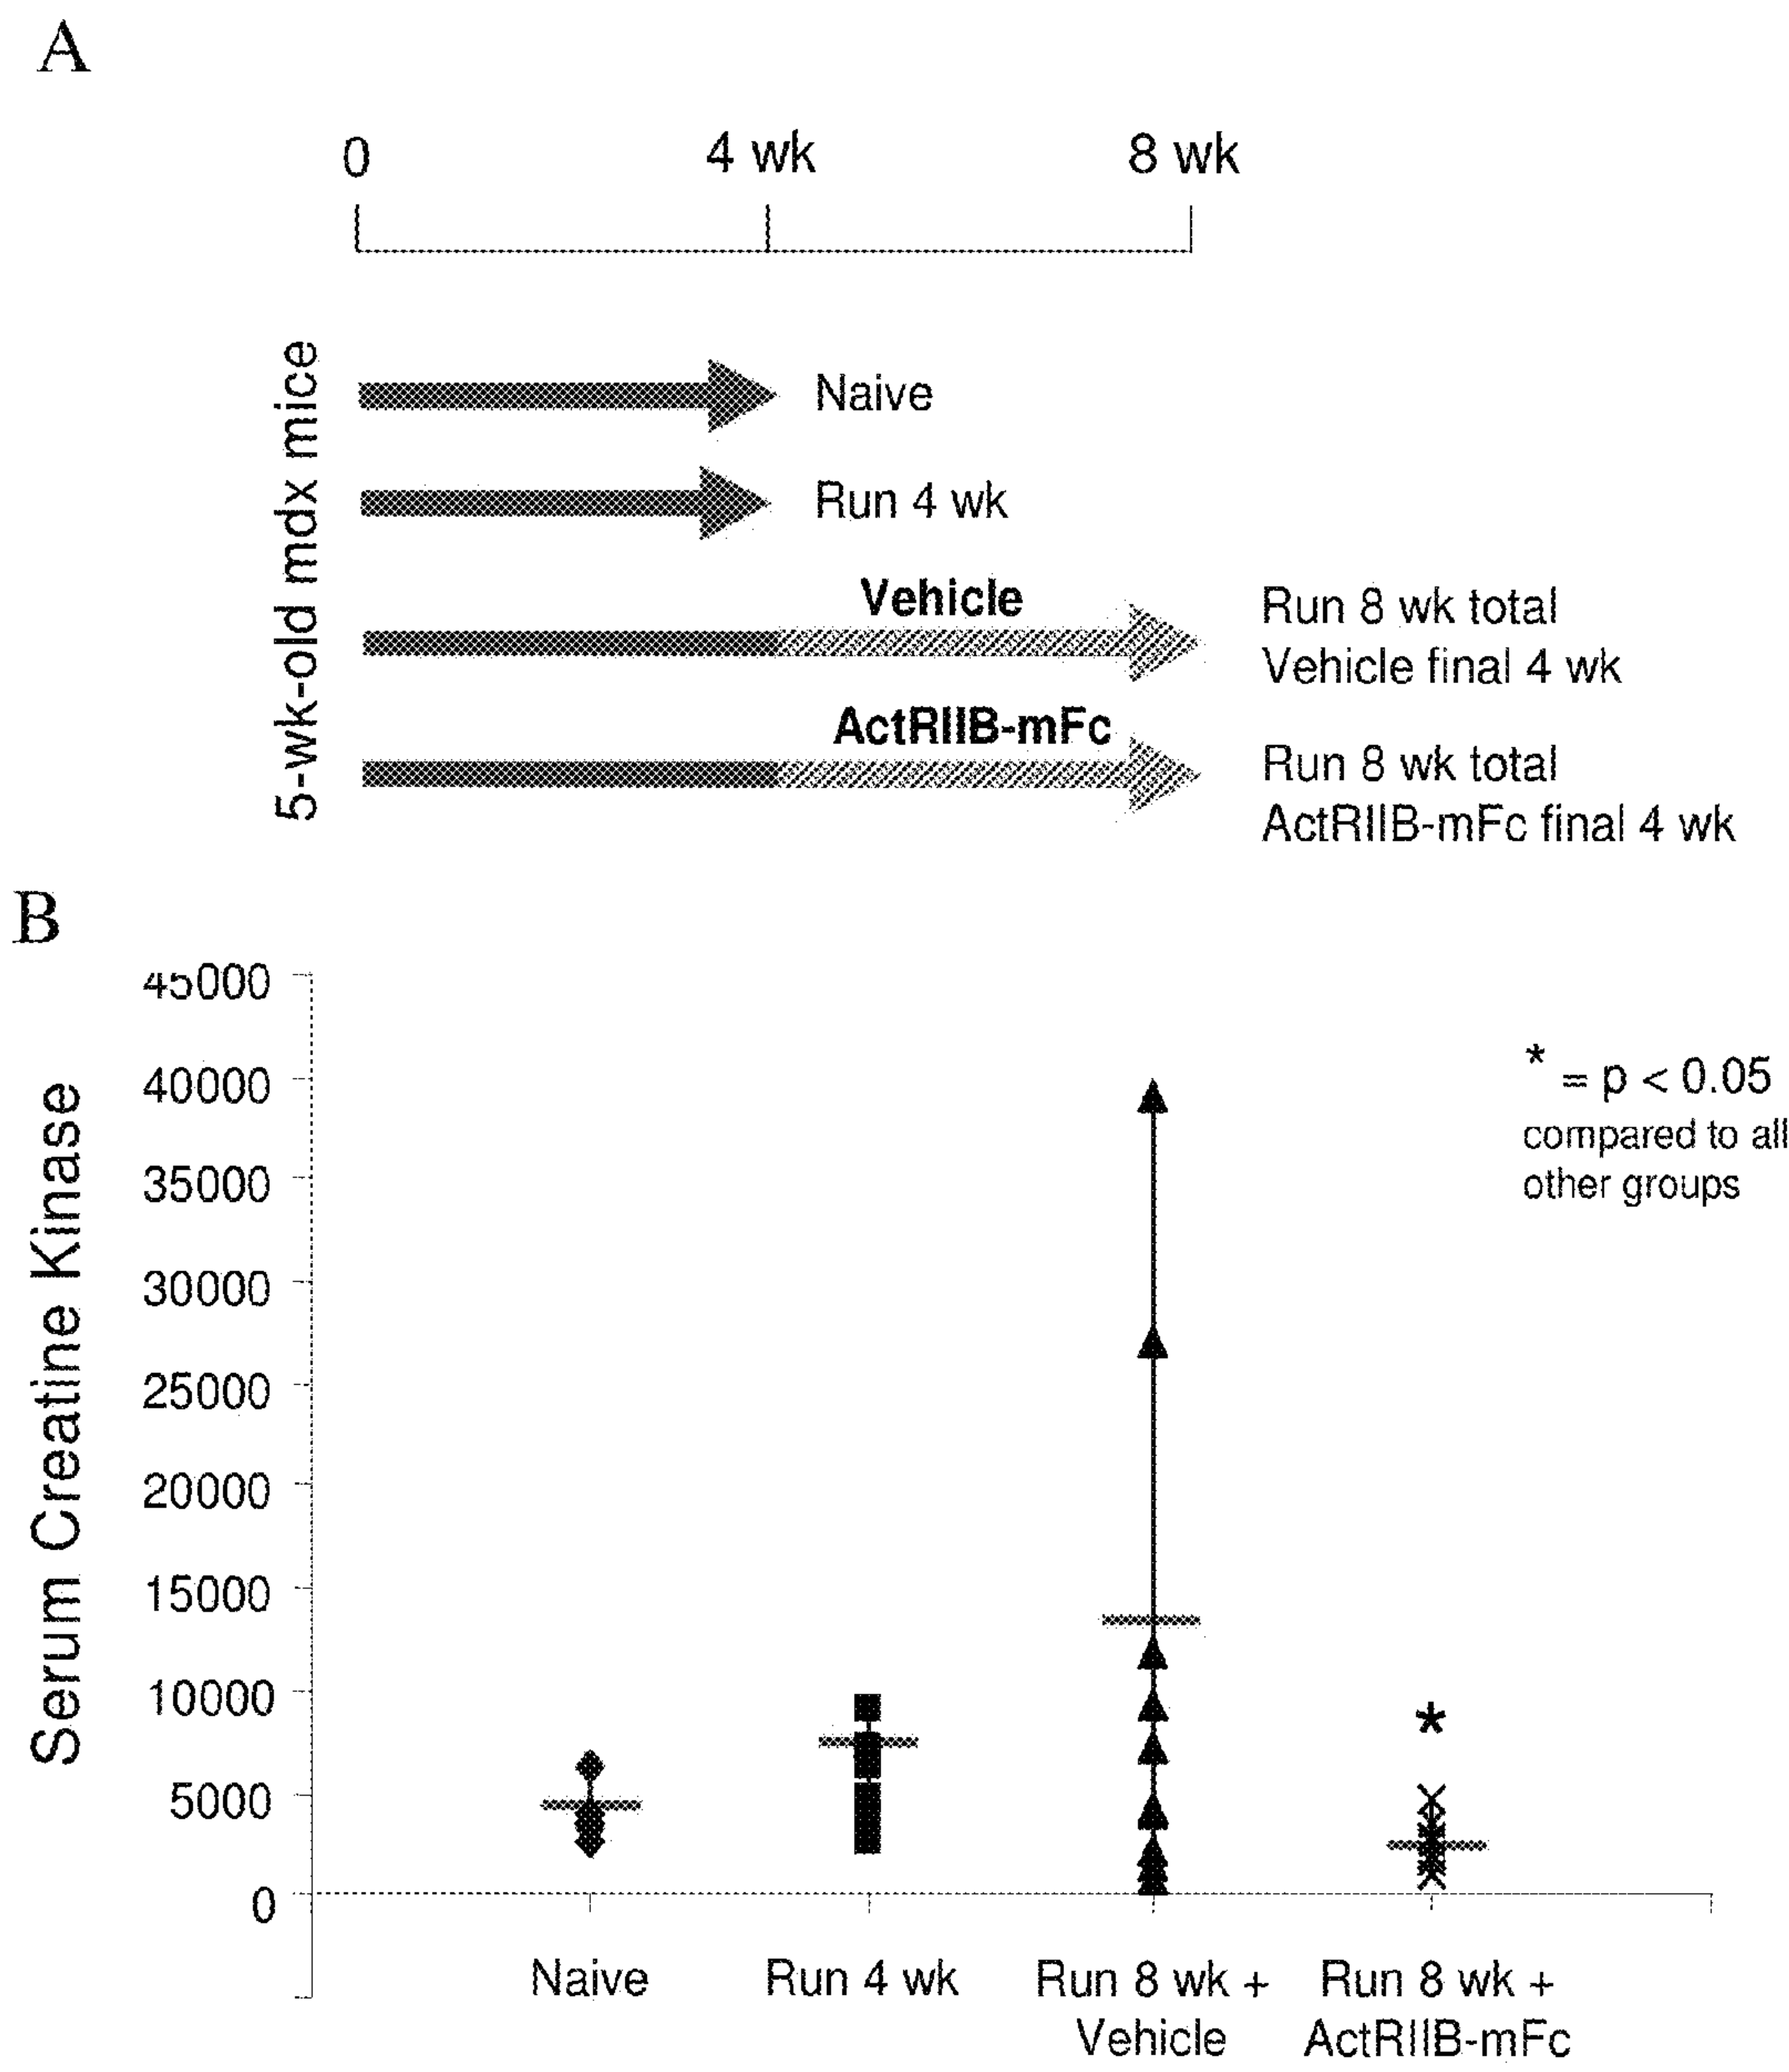 A
0 4 wk 8 wk
5-wk-old mdx mice
Naive
Run 4 wk
Vehicle
Run 8 wk total
Vehicle final 4 wk
ActRIIB-mFc
Run 8 wk total
ActRIIB-mFc final 4 wk
B
Serum Creatine Kinase
45000
40000
35000
30000
25000
20000
15000
10000
5000
0
* = p < 0.05
compared to all
other groups
*
Naive
Run 4 wk
Run 8 wk +
Vehicle
Run 8 wk +
ActRIIB-mFc